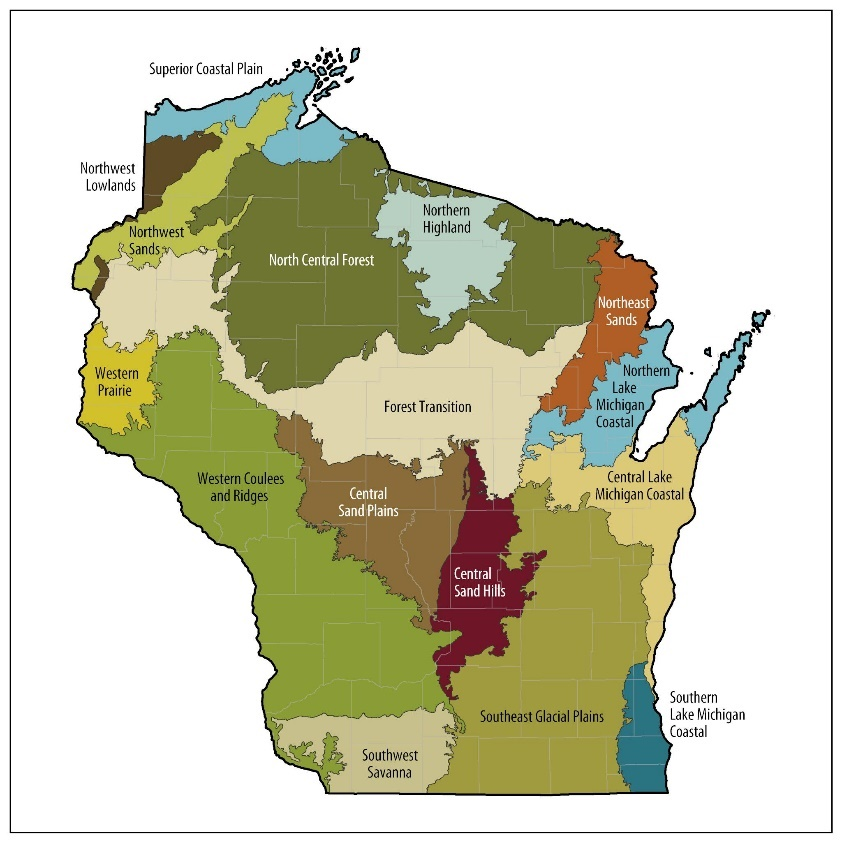 Superior Coastal Plain
Northwest
Lowlands
Northwest
Sands
North Central Forest
Northern
Highland
Northeast
Sands
Western
Prairie
Forest Transition
Northern
Lake
Michigan
Coastal
Western Coulees
and Ridges
Central
Sand Plains
Central Lake
Michigan Coastal
Central
Sand Hills
Southeast Glacial Plains
Southern
Lake Michigan
Coastal
Southwest
Savanna